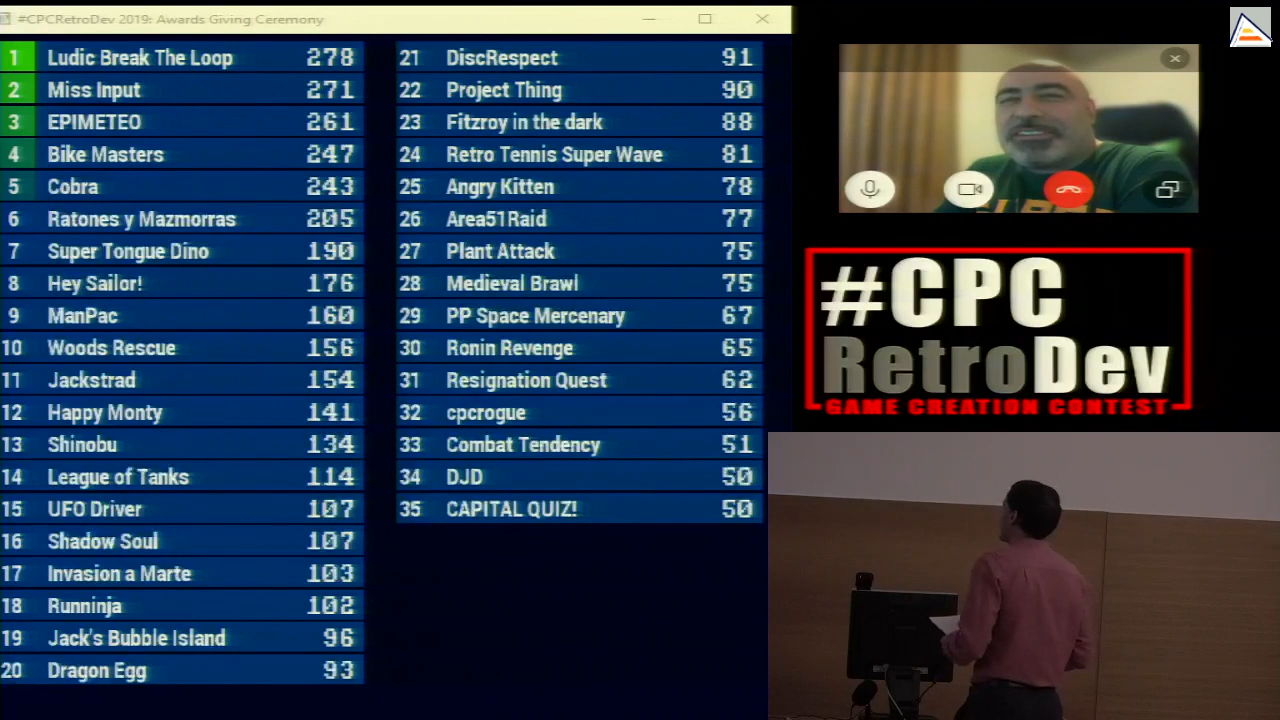 #CPCRetroDev 2019: Awards Giving Ceremony
1 Ludic Break The Loop 278
2 Miss Input 271
3 EPIMETEO 261
4 Bike Masters 247
5 Cobra 243
6 Ratones y Mazmorras 205
7 Super Tongue Dino 190
8 Hey Sailor! 176
9 ManPac 160
10 Woods Rescue 156
11 Jackstrad 154
12 Happy Monty 141
13 Shinobu 134
14 League of Tanks 114
15 UFO Driver 107
16 Shadow Soul 107
17 Invasion a Marte 103
18 Runninja 102
19 Jack's Bubble Island 96
20 Dragon Egg 93
21 DiscRespect 91
22 Project Thing 90
23 Fitzroy in the dark 88
24 Retro Tennis Super Wave 81
25 Angry Kitten 78
26 Area51Raid 77
27 Plant Attack 75
28 Medieval Brawl 75
29 PP Space Mercenary 67
30 Ronin Revenge 65
31 Resignation Quest 62
32 cpcrogue 56
33 Combat Tendency 51
34 DJD 50
35 CAPITAL QUIZ! 50
#CPC
RetroDev
GAME CREATION CONTEST